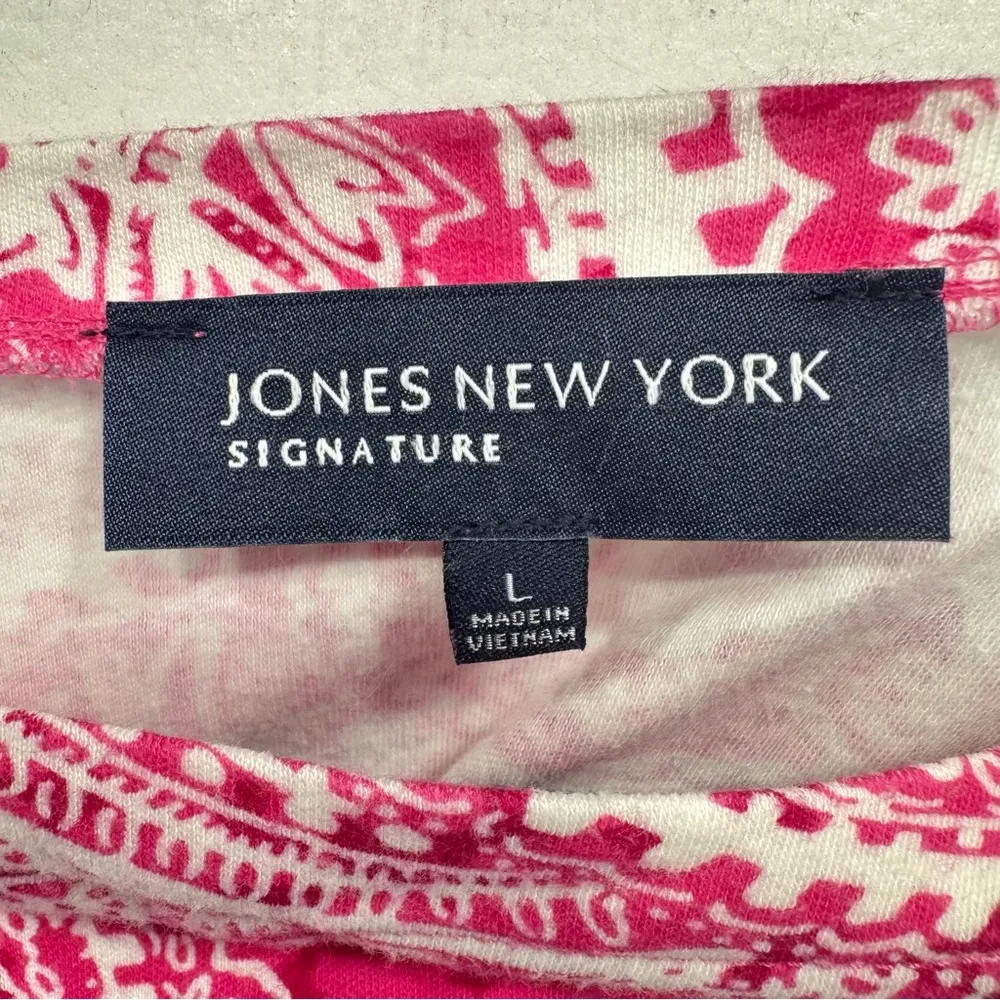 JONES NEW YORK
SIGNATURE
L
MADE IN
VIETNAM